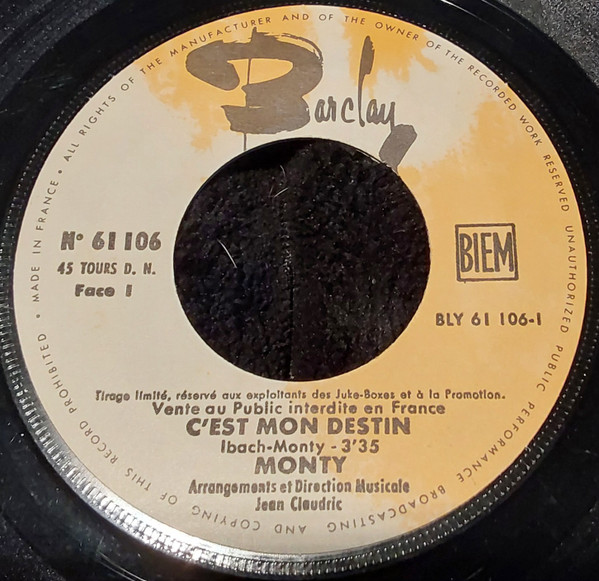 ALL RIGHTS OF THE MANUFACTURER AND OF THE OWNER OF THE RECORDED WORK RESERVED UNAUTHORIZED PUBLIC PERFORMANCE BROADCASTING AND COPYING OF THIS RECORD PROHIBITED • MADE IN FRANCE •
Barclay
N° 61 106
45 TOURS D. N.
Face 1
BIEM
BLY 61 106-1
Tirage limité, réservé aux exploitants des Juke-Boxes et à la Promotion.
Vente au Public interdite en France
C'EST MON DESTIN
Ibach-Monty - 3'35
MONTY
Arrangements et Direction Musicale
Jean Claudric